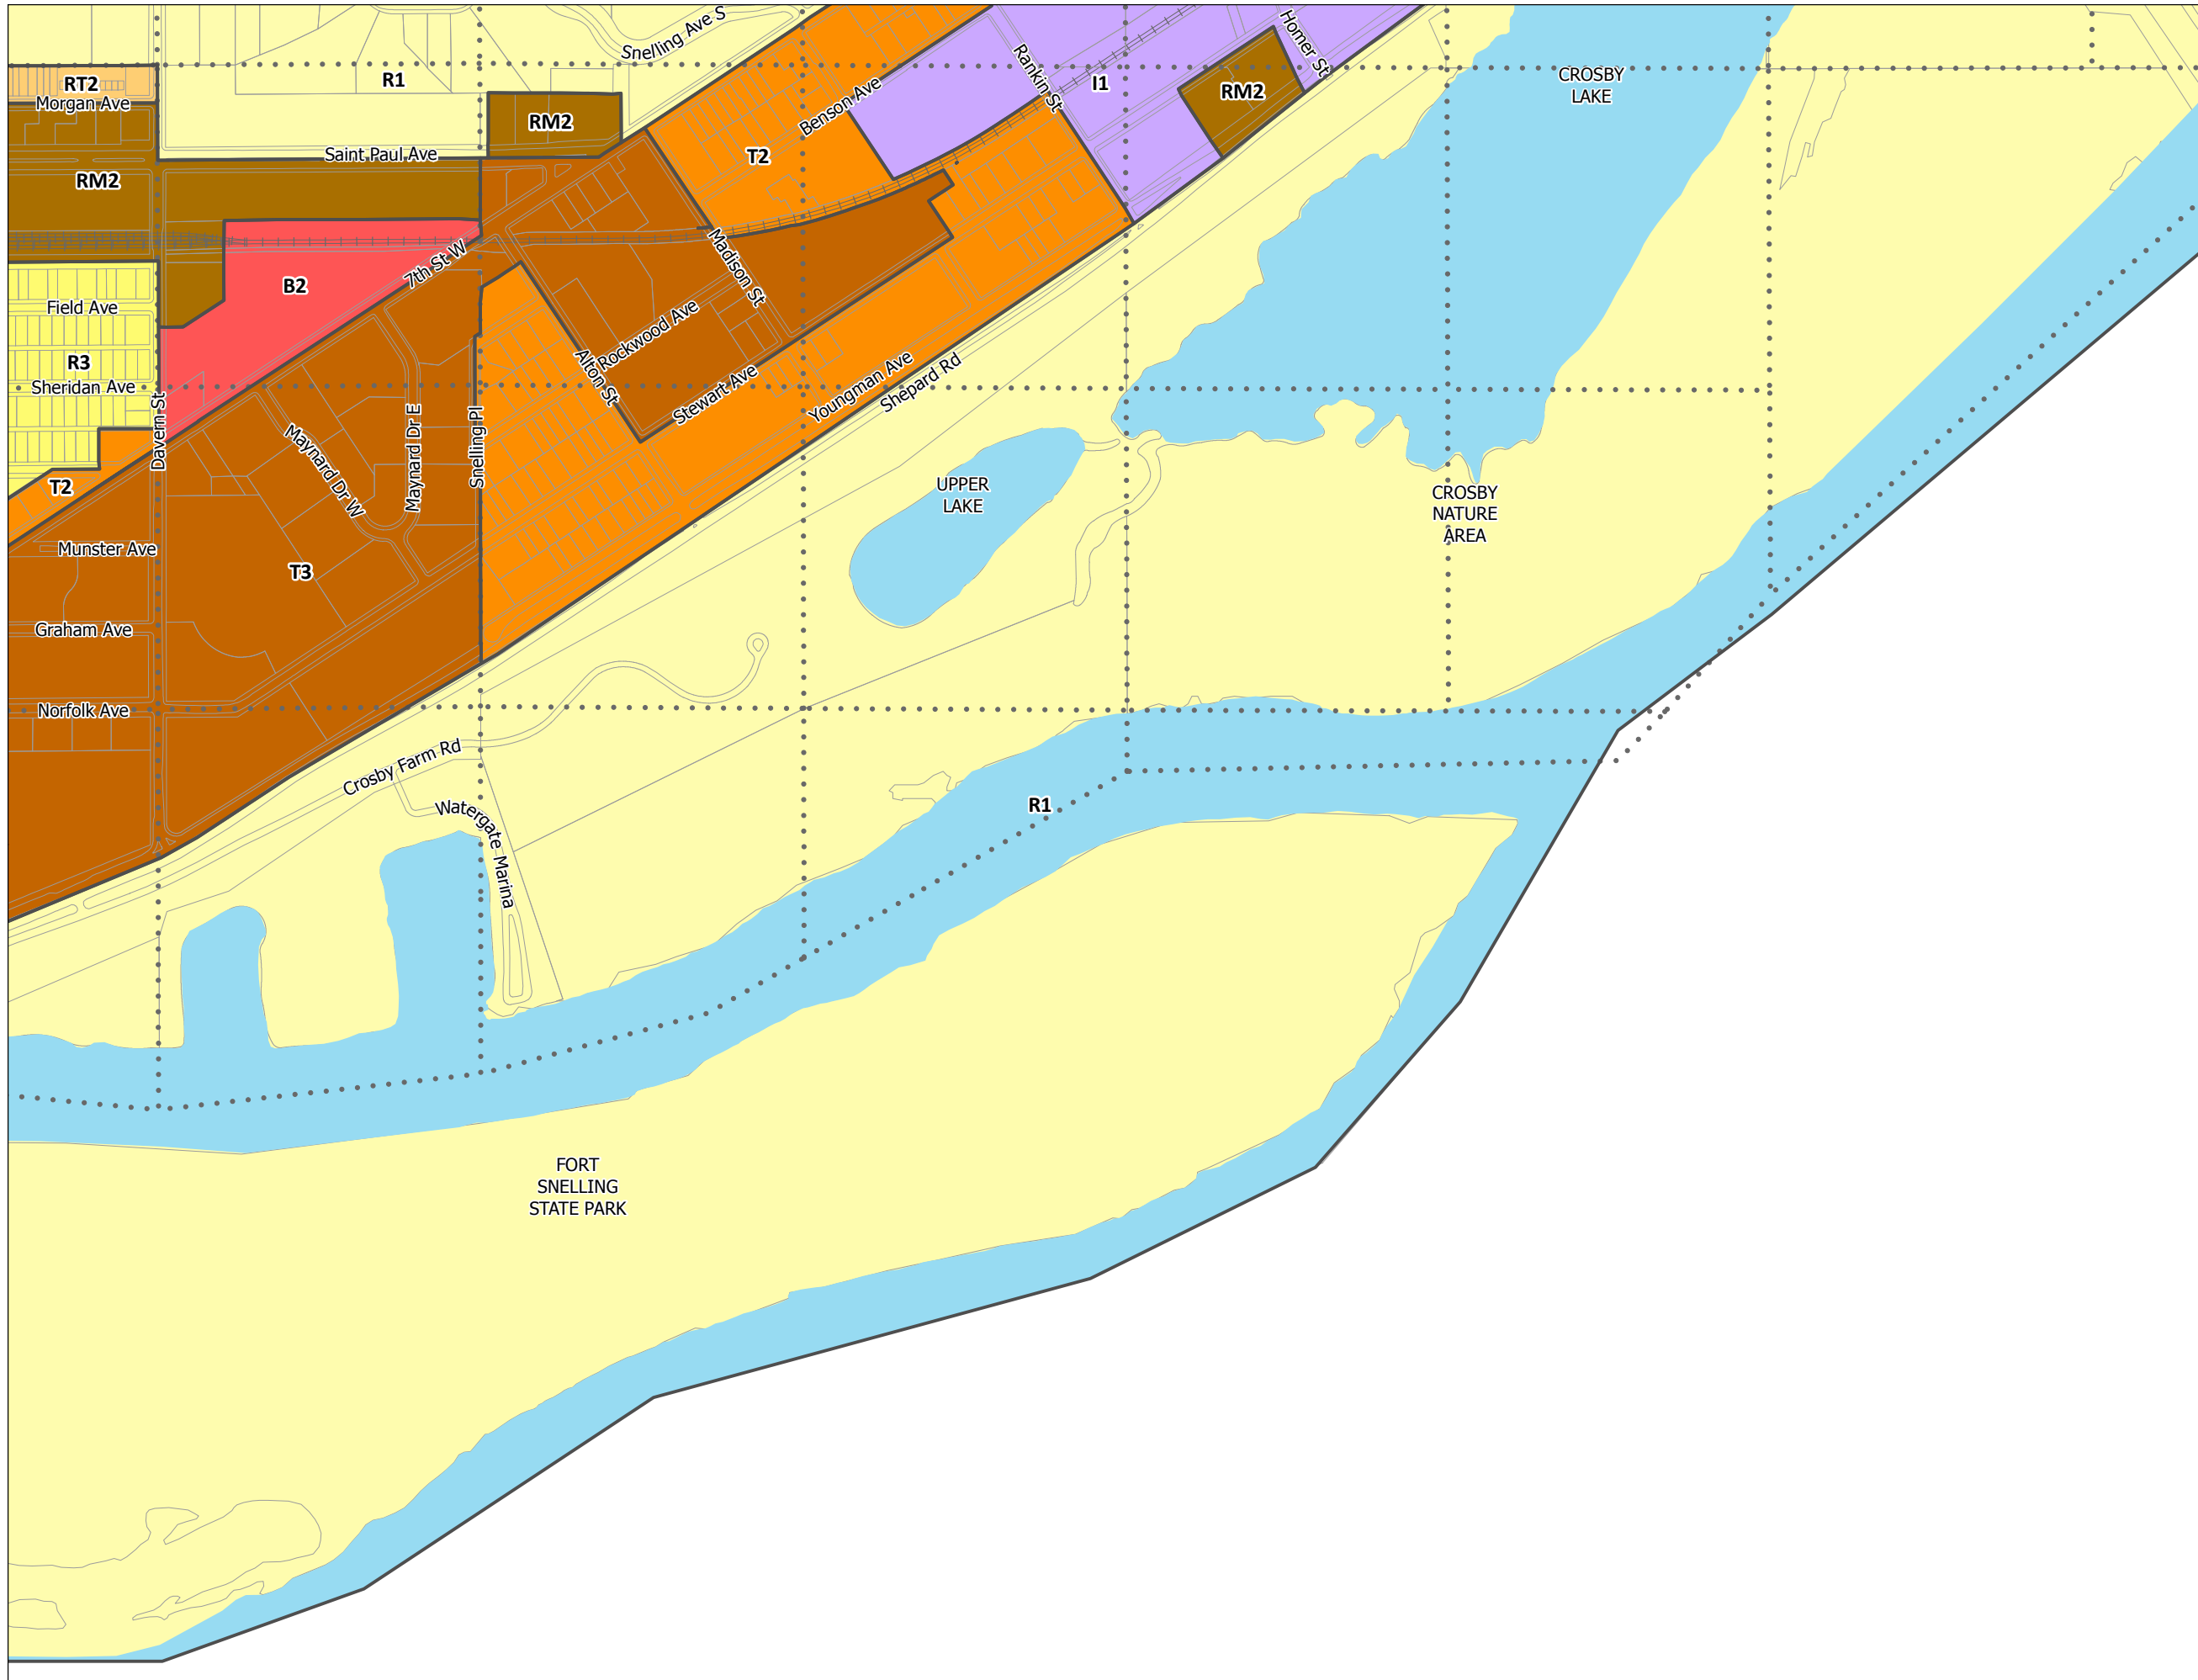 Snelling Ave S
Homer St
RT2
R1
Rankin St
I1
CROSBY
LAKE
Morgan Ave
RM2
Benson Ave
RM2
Saint Paul Ave
T2
RM2
7th St W
Madison St
B2
Field Ave
Rockwood Ave
R3
Sheridan Ave
Alton St
Stewart Ave
Youngman Ave
Shepard Rd
Davern St
Maynard Dr W
Maynard Dr E
Snelling Pl
T2
UPPER
LAKE
CROSBY
NATURE
AREA
Munster Ave
T3
Graham Ave
Norfolk Ave
Crosby Farm Rd
Watergate Marina
R1
FORT
SNELLING
STATE PARK